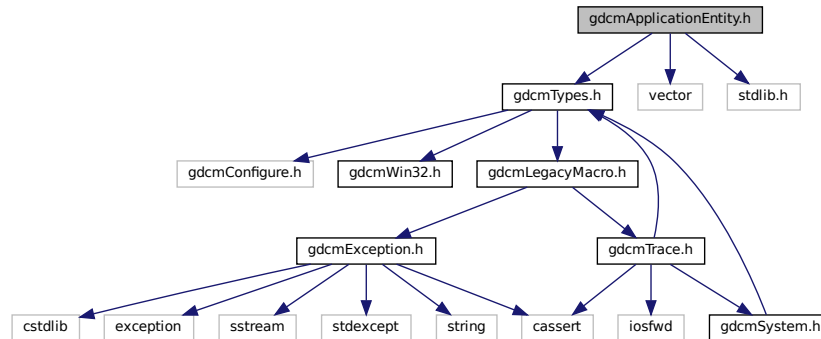 gdcmApplicationEntity.h
gdcmTypes.h
vector
stdlib.h
gdcmConfigure.h
gdcmWin32.h
gdcmLegacyMacro.h
gdcmException.h
gdcmTrace.h
cstdlib
exception
sstream
stdexcept
string
cassert
iosfwd
gdcmSystem.h